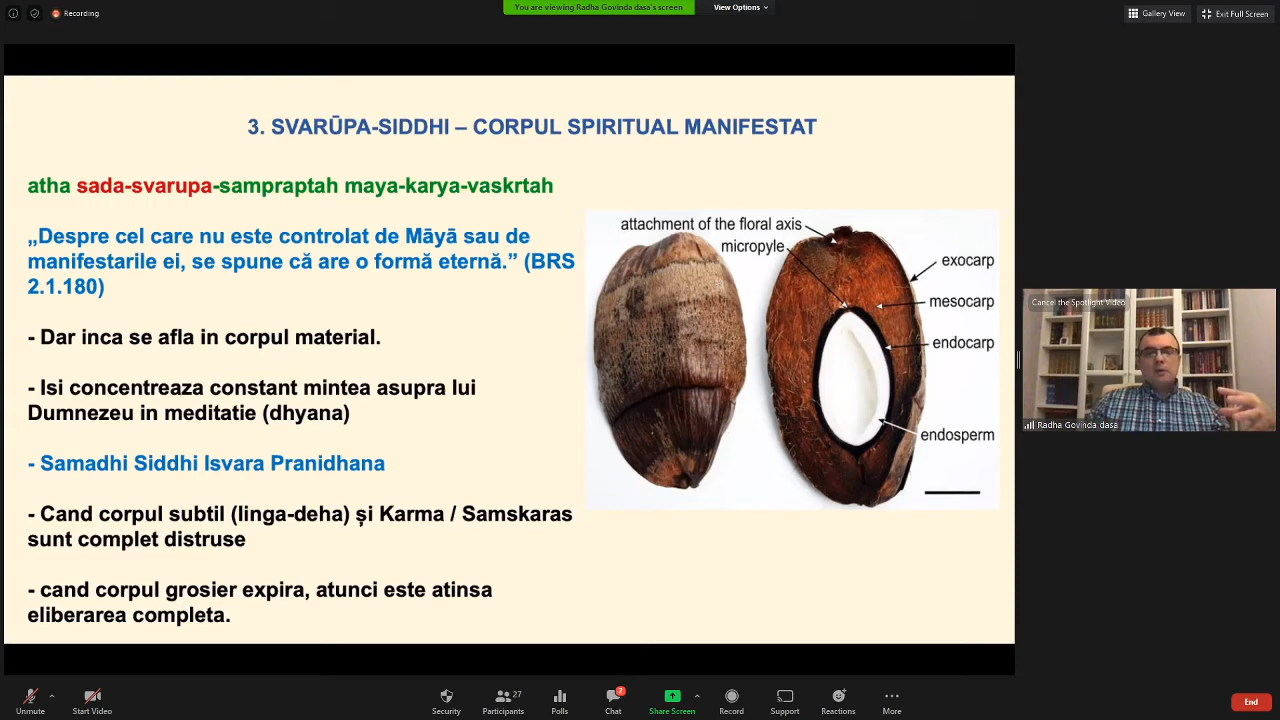 Recording
You are viewing Radha Govinda dasa's screen
View Options
Gallery View
Exit Full Screen
3. SVARŪPA-SIDDHI – CORPUL SPIRITUAL MANIFESTAT
atha sada-svarupa-sampraptah maya-karya-vaskrtah
„Despre cel care nu este controlat de Māyā sau de
manifestarile ei, se spune că are o formă eternă.” (BRS
2.1.180)
- Dar inca se afla in corpul material.
- Isi concentreaza constant mintea asupra lui
Dumnezeu in meditatie (dhyana)
- Samadhi Siddhi Isvara Pranidhana
- Cand corpul subtil (linga-deha) și Karma / Samskaras
sunt complet distruse
- cand corpul grosier expira, atunci este atinsa
eliberarea completa.
attachment of the floral axis
micropyle
exocarp
mesocarp
endocarp
endosperm
Cancel the Spotlight Video
Radha Govinda dasa
Unmute
Start Video
Security
Participants
27
Polls
Chat
2
Share Screen
Record
Support
Reactions
More
End